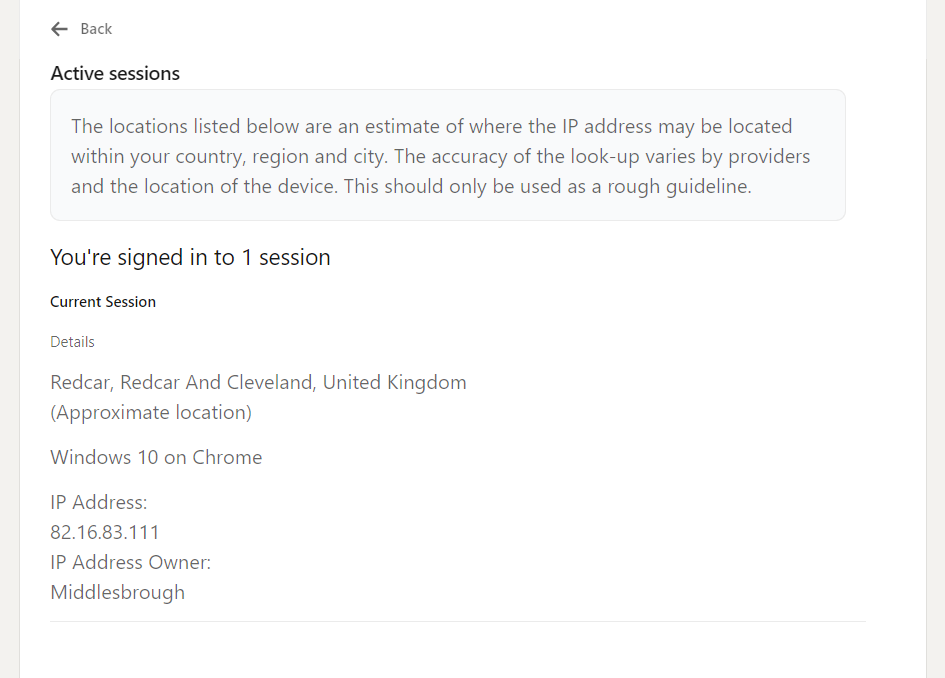 Back
Active sessions
The locations listed below are an estimate of where the IP address may be located
within your country, region and city. The accuracy of the look-up varies by providers
and the location of the device. This should only be used as a rough guideline.
You're signed in to 1 session
Current Session
Details
Redcar, Redcar And Cleveland, United Kingdom
(Approximate location)
Windows 10 on Chrome
IP Address:
82.16.83.111
IP Address Owner:
Middlesbrough